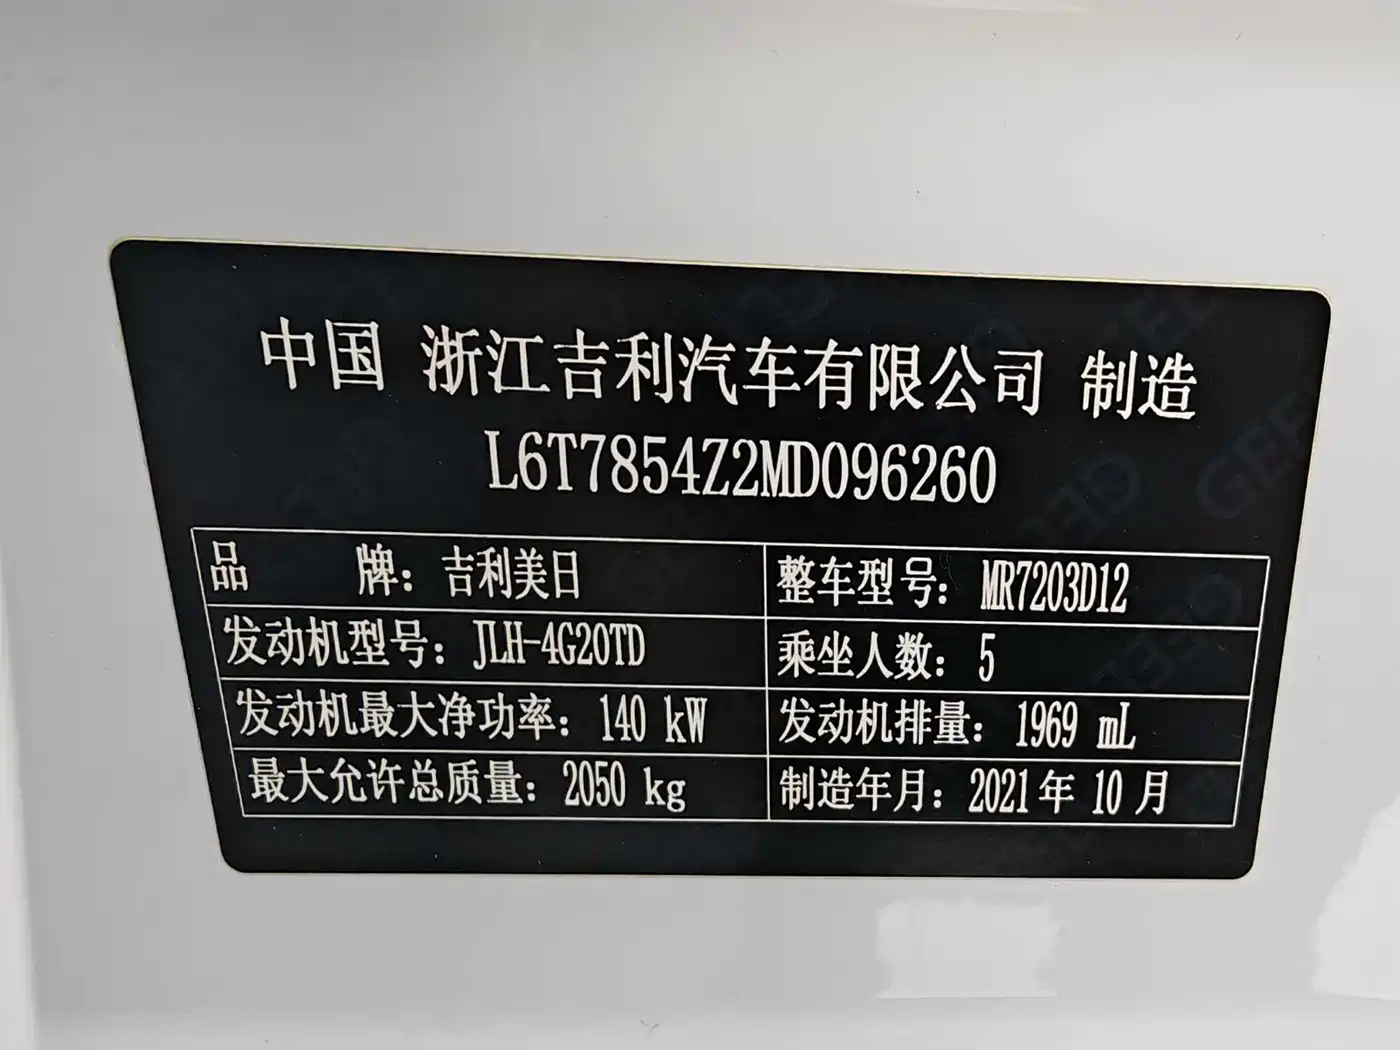 中国 浙江吉利汽车有限公司 制造
L6T7854Z2MD096260
品 牌：吉利美日 整车型号：MR7203D12
发动机型号：JLH-4G20TD 乘坐人数：5
发动机最大净功率：140 kW 发动机排量：1969 mL
最大允许总质量：2050 kg 制造年月：2021年 10 月